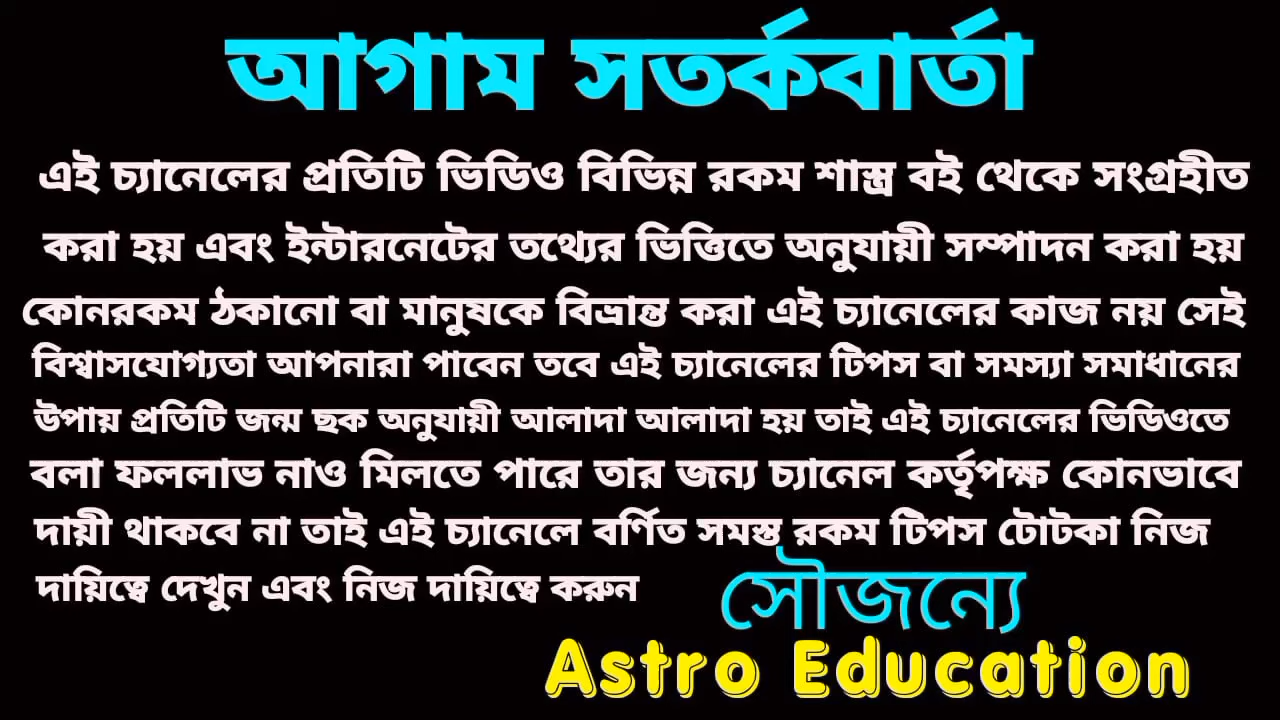 আগাম সতর্কবার্তা
এই চ্যানেলের প্রতিটি ভিডিও বিভিন্ন রকম শাস্ত্র বই থেকে সংগ্রহীত
করা হয় এবং ইন্টারনেটের তথ্যের ভিত্তিতে অনুযায়ী সম্পাদন করা হয়
কোনরকম ঠকানো বা মানুষকে বিভ্রান্ত করা এই চ্যানেলের কাজ নয় সেই
বিশ্বাসযোগ্যতা আপনারা পাবেন তবে এই চ্যানেলের টিপস বা সমস্যা সমাধানের
উপায় প্রতিটি জন্ম ছক অনুযায়ী আলাদা আলাদা হয় তাই এই চ্যানেলের ভিডিওতে
বলা ফললাভ নাও মিলতে পারে তার জন্য চ্যানেল কর্তৃপক্ষ কোনভাবে
দায়ী থাকবে না তাই এই চ্যানেলে বর্ণিত সমস্ত রকম টিপস টোটকা নিজ
দায়িত্বে দেখুন এবং নিজ দায়িত্বে করুন
সৌজন্যে
Astro Education